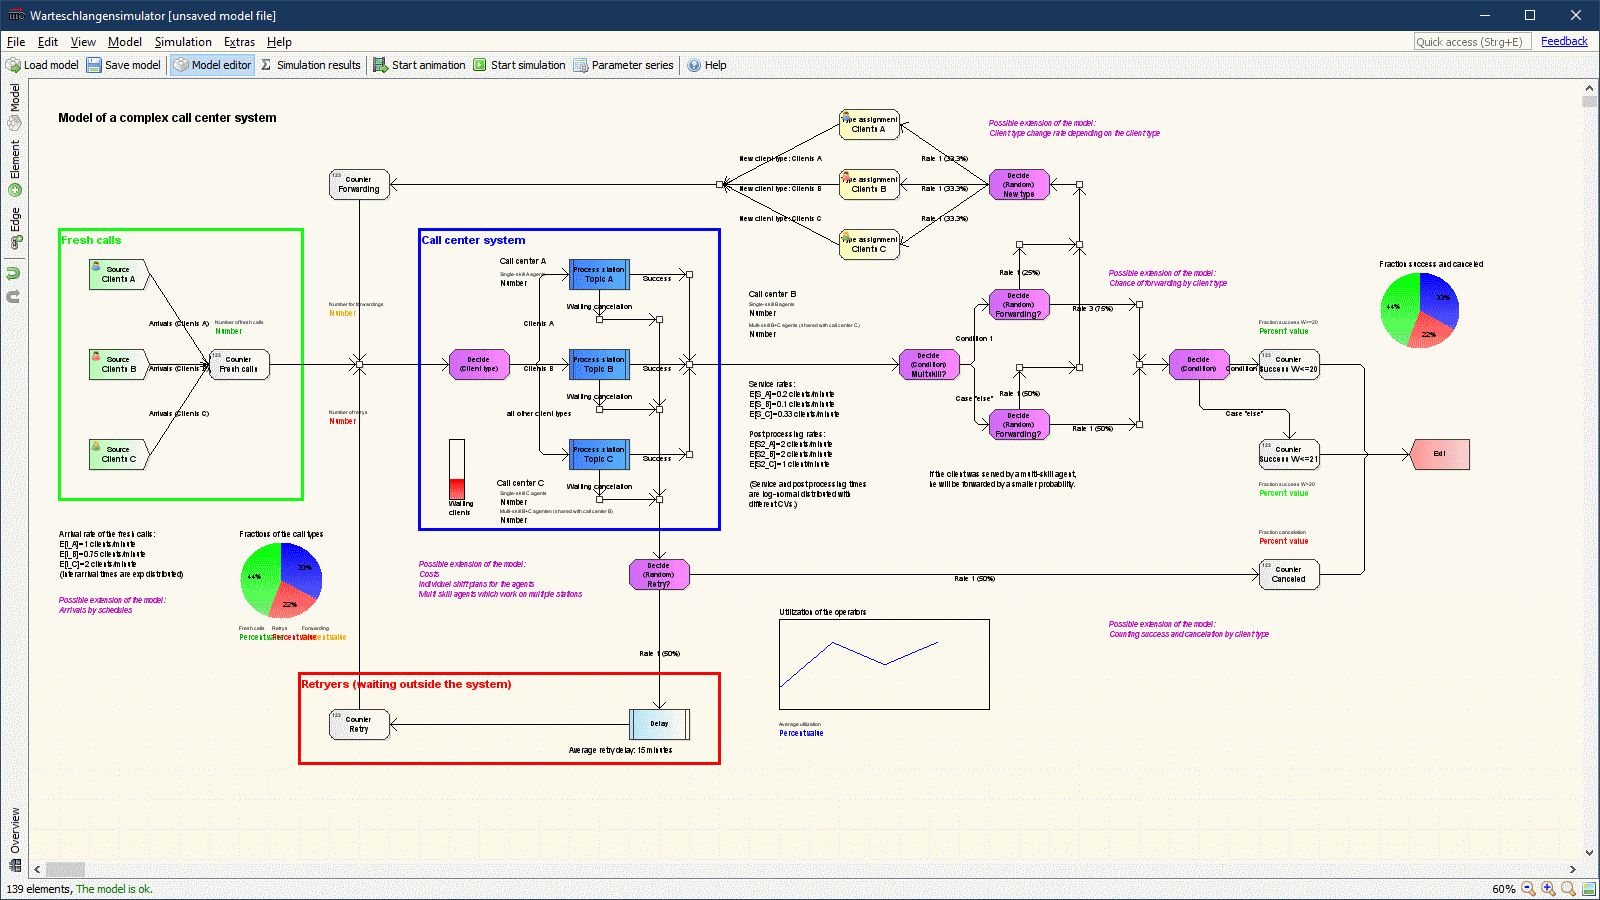 Warteschlangensimulator [unsaved model file]
File Edit View Model Simulation Extras Help
Quick access (Strg+E) Feedback
Load model Save model Model editor Σ Simulation results Start animation Start simulation Parameter series Help
Model
Element
Edge
Overview
Model of a complex call center system
Type assignment
Clients A
Possible extension of the model:
Client type change rate depending on the client type
New client type: Clients A
Rate 1 (33.3%)
123
Counter
Forwarding
Type assignment
Clients B
New client type: Clients B
Rate 1 (33.3%)
Decide
(Random)
New type
New client type: Clients C
Rate 1 (33.3%)
Type assignment
Clients C
Fresh calls
Source
Clients A
Arrivals (Clients A)
Number of fresh calls
Number
Source
Clients B
Arrivals (Clients
123
Counter
Fresh calls
Arrivals (Clients C)
Source
Clients C
Number for forwardings
Number
Number of retrys
Number
Call center system
Call center A
Single-skill A agents
Number
Process station
Topic A
Success
Waiting cancelation
Clients A
Decide
(Client type)
Clients B
Process station
Topic B
Waiting cancelation
all other client types
Process station
Topic C
Success
Waiting cancelation
Waiting
clients
Call center C
Single-skill C agents
Number
Multi-skill B+C agenten (shared with call center B)
Number
Call center B
Single-skill B agents
Number
Multi-skill B+C agents (shared with call center C)
Number
Service rates:
E[S_A]=0.2 clients/minute
E[S_B]=0.1 clients/minute
E[S_C]=0.33 clients/minute
Postprocessing rates:
E[S2_A]=2 clients/minute
E[S2_B]=2 clients/minute
E[S2_C]=1 client/minute
(Service and postprocessing times
are log-normal distributed with
different CVs.)
Decide
(Condition)
Multiskill?
Condition 1
Case "else"
Rate 1 (25%)
Decide
(Random)
Forwarding?
Rate 3 (75%)
Possible extension of the model:
Chance of forwarding by client type
Rate 1 (50%)
Decide
(Random)
Forwarding?
Rate 1 (50%)
If the client was served by a multi-skill agent,
he will be forwarded by a smaller probability.
Decide
(Condition)
Condition
Case "else"
Fraction success W<=20
Percent value
123
Counter
Success W<=20
123
Counter
Success W<=21
Fraction success W>20
Percent value
Exit
Fraction success and canceled
44%
33%
22%
Fraction cancelation
Percent value
123
Counter
Canceled
Arrival rate of the fresh calls:
E[I_A]=1 clients/minute
E[I_B]=0.75 clients/minute
E[I_C]=2 clients/minute
(Interarrival times are exp distributed)
Possible extension of the model:
Arrivals by schedules
Fractions of the call types
44%
33%
22%
Fresh calls Retrys Forwarding
Percent value
Possible extension of the model:
Costs
Individuel shift plans for the agents
Multi skill agents which work on multiple stations
Decide
(Random)
Retry?
Rate 1 (50%)
Rate 1 (50%)
Utilization of the operators
Average utilization
Percent value
Possible extension of the model:
Counting success and cancelation by client type
Retryers (waiting outside the system)
123
Counter
Retry
Delay
Average retry delay: 15 minutes
139 elements, The model is ok.
60%